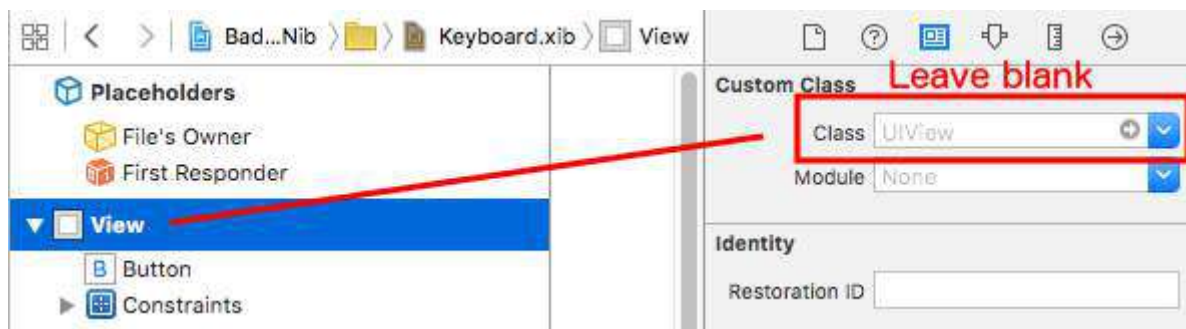 Bad...Nib
Keyboard.xib
View
Placeholders
File's Owner
First Responder
View
B Button
Constraints
Leave blank
Custom Class
Class UIView
Module None
Identity
Restoration ID